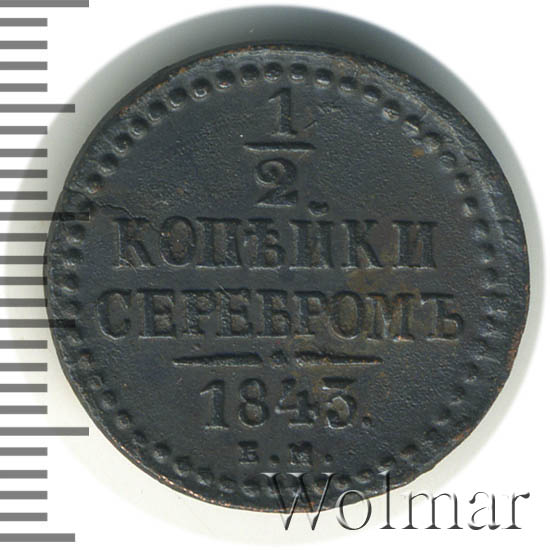 1
2
КОПѢЙКИ
СЕРЕБРОМЪ
1843.
Е.М.
Wolmar